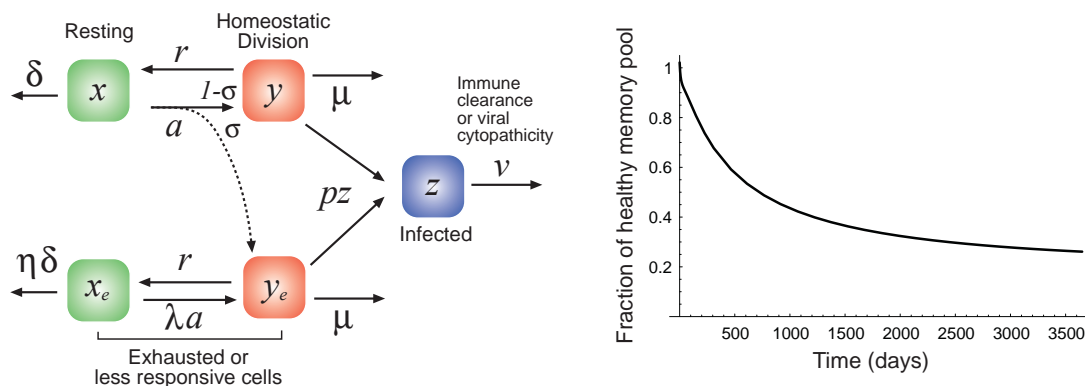 Resting
Homeostatic
Division
δ
x
r
a
1-σ
σ
y
μ
Immune
clearance
or viral
cytopathicity
pz
z
v
Infected
ηδ
x_e
r
λa
y_e
μ
Exhausted or
less responsive cells
Fraction of healthy memory pool
1
0.8
0.6
0.4
0.2
500 1000 1500 2000 2500 3000 3500
Time (days)